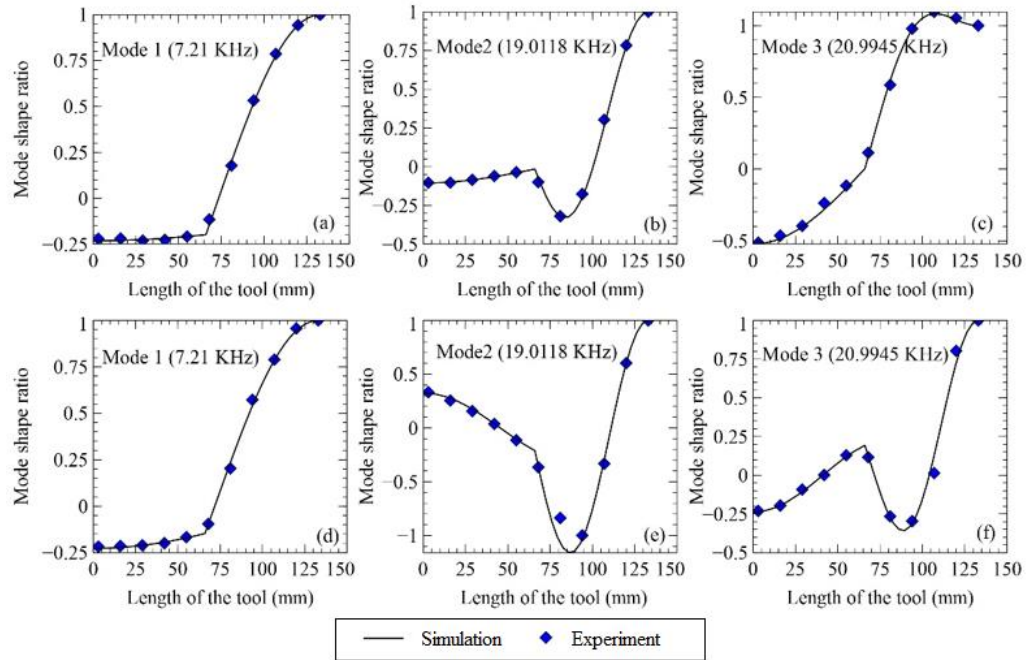 1
0.75
0.5
0.25
0
−0.25
Mode shape ratio
Mode 1 (7.21 KHz)
(a)
0 25 50 75 100 125 150
Length of the tool (mm)
1
0.75
0.5
0.25
0
−0.25
−0.5
Mode shape ratio
Mode2 (19.0118 KHz)
(b)
0 25 50 75 100 125 150
Length of the tool (mm)
1
0.5
0
−0.5
Mode shape ratio
Mode 3 (20.9945 KHz)
(c)
0 25 50 75 100 125 150
Length of the tool (mm)
1
0.75
0.5
0.25
0
−0.25
Mode shape ratio
Mode 1 (7.21 KHz)
(d)
0 25 50 75 100 125 150
Length of the tool (mm)
1
0.5
0
−0.5
−1
Mode shape ratio
Mode2 (19.0118 KHz)
(e)
0 25 50 75 100 125 150
Length of the tool (mm)
1
0.75
0.5
0.25
0
−0.25
−0.5
Mode shape ratio
Mode 3 (20.9945 KHz)
(f)
0 25 50 75 100 125 150
Length of the tool (mm)
Simulation Experiment